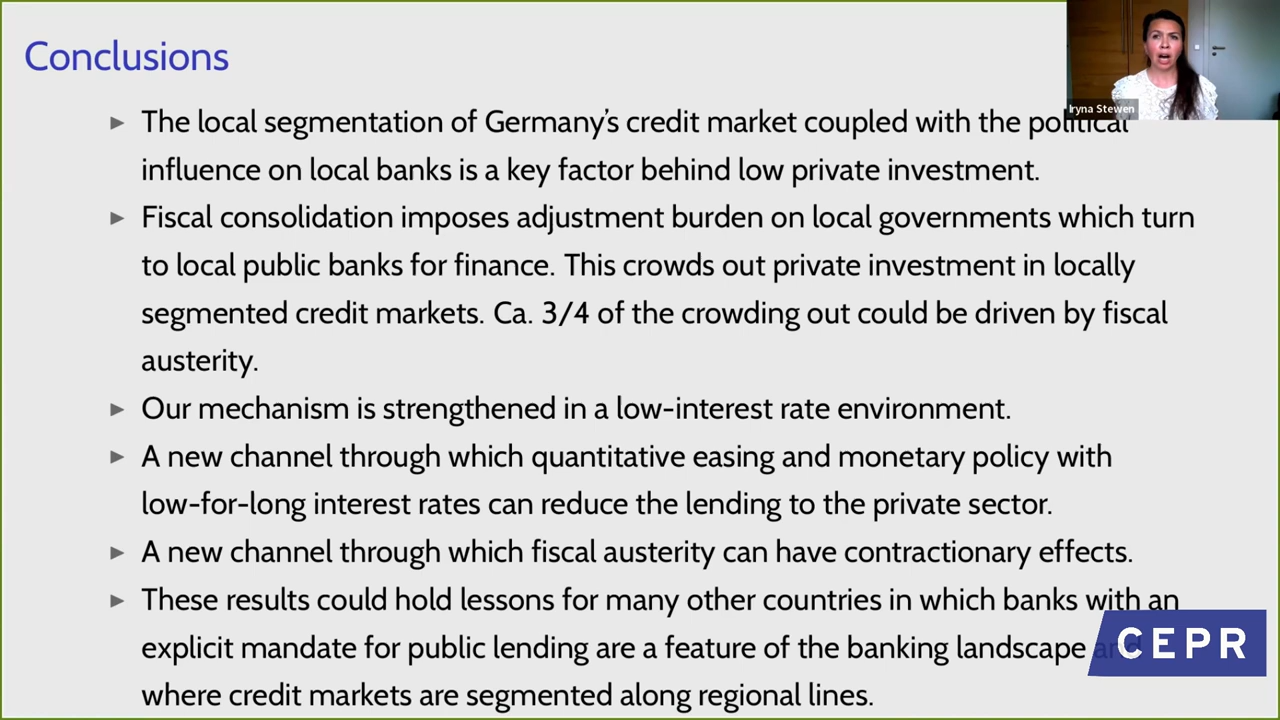 Conclusions
Iryna Stewen
▶ The local segmentation of Germany's credit market coupled with the political
influence on local banks is a key factor behind low private investment.
▶ Fiscal consolidation imposes adjustment burden on local governments which turn
to local public banks for finance. This crowds out private investment in locally
segmented credit markets. Ca. 3/4 of the crowding out could be driven by fiscal
austerity.
▶ Our mechanism is strengthened in a low-interest rate environment.
▶ A new channel through which quantitative easing and monetary policy with
low-for-long interest rates can reduce the lending to the private sector.
▶ A new channel through which fiscal austerity can have contractionary effects.
▶ These results could hold lessons for many other countries in which banks with an
explicit mandate for public lending are a feature of the banking landscape and
where credit markets are segmented along regional lines.
CEPR